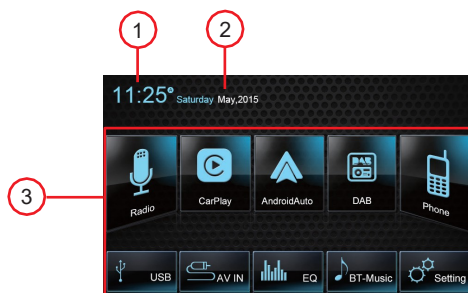 1 2
11:25° Saturday May,2015
3
Radio CarPlay AndroidAuto DAB DAB Phone
USB AV IN EQ BT-Music Setting